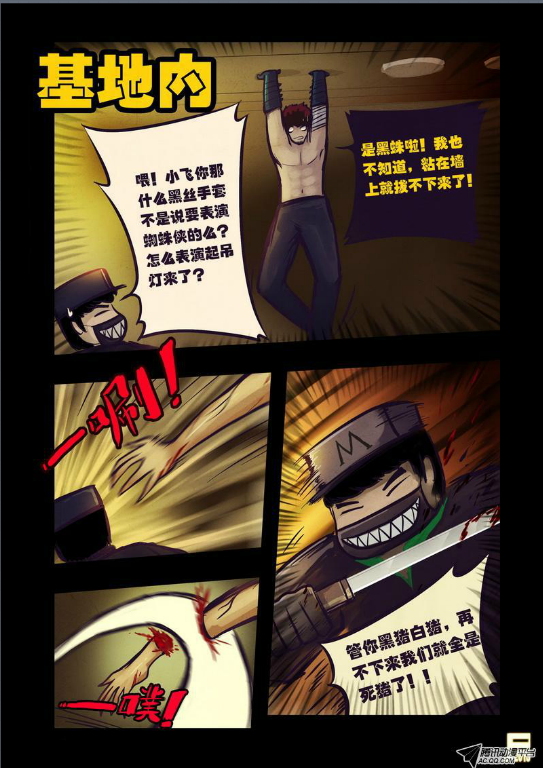 基地内
喂！小飞你那
什么黑丝手套
不是说要表演
蜘蛛侠的么？
怎么表演起吊
灯来了？
是黑蛛啦！我也
不知道，粘在墙
上就拔不下来了！
一唰！
M
一噗！
管你黑猪白猪，再
不下来我们就全是
死猪了！！
腾讯动漫平台
AC.QQ.COM